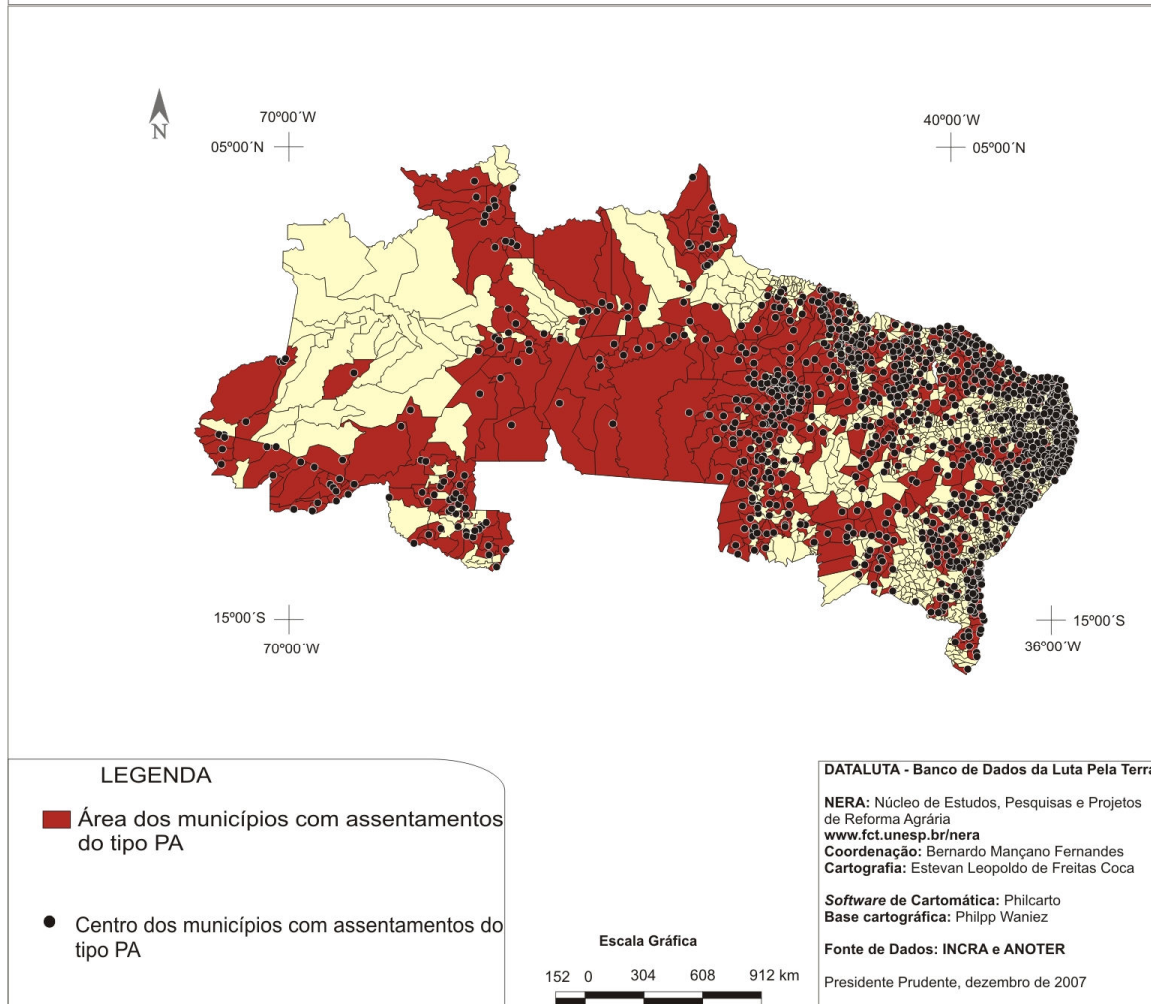 70º00´W
40º00´W
05º00´N
05º00´N
N
15º00´S
15º00´S
70º00´W
36º00´W
LEGENDA
Área dos municípios com assentamentos
do tipo PA
Centro dos municípios com assentamentos do
tipo PA
Escala Gráfica
152 0 304 608 912 km
DATALUTA - Banco de Dados da Luta Pela Terra
NERA: Núcleo de Estudos, Pesquisas e Projetos
de Reforma Agrária
www.fct.unesp.br/nera
Coordenação: Bernardo Mançano Fernandes
Cartografia: Estevan Leopoldo de Freitas Coca
Software de Cartomática: Philcarto
Base cartográfica: Philpp Waniez
Fonte de Dados: INCRA e ANOTER
Presidente Prudente, dezembro de 2007